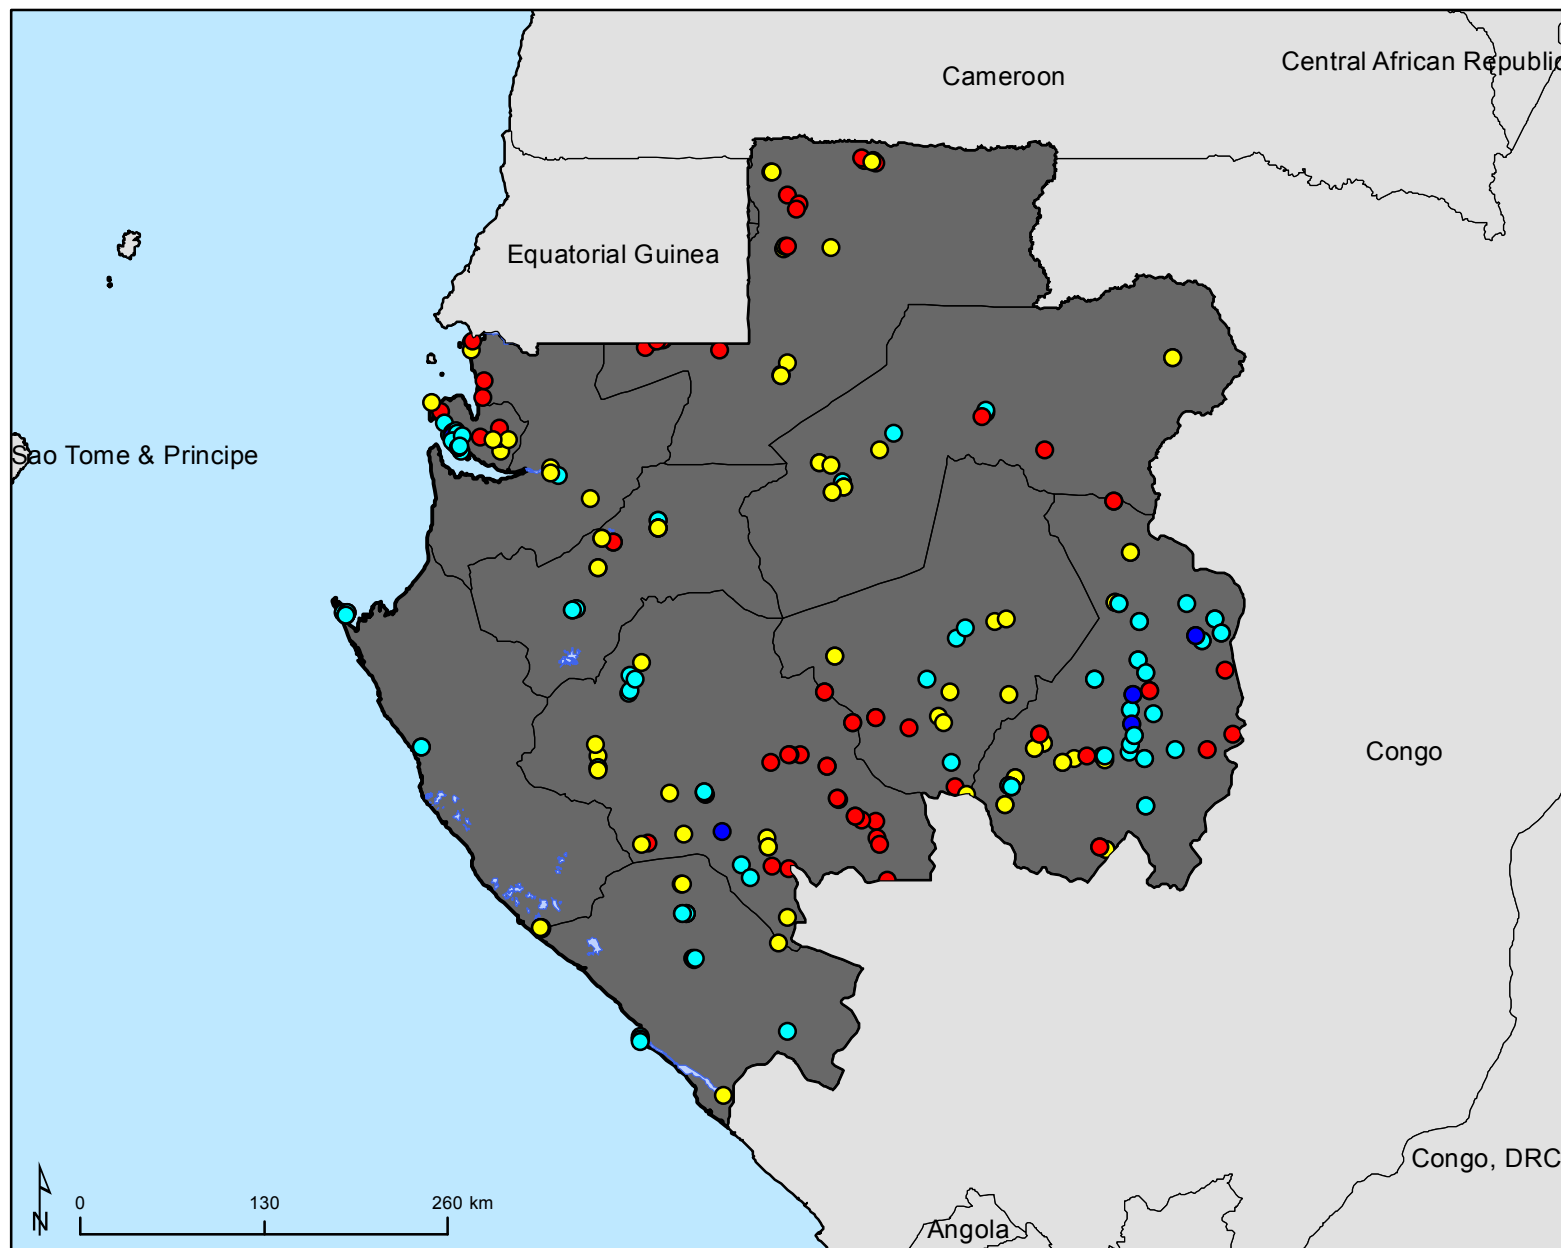 Central African Republic
Cameroon
Equatorial Guinea
Sao Tome & Principe
Congo
Congo, DRC
Angola
N
0
130
260 km